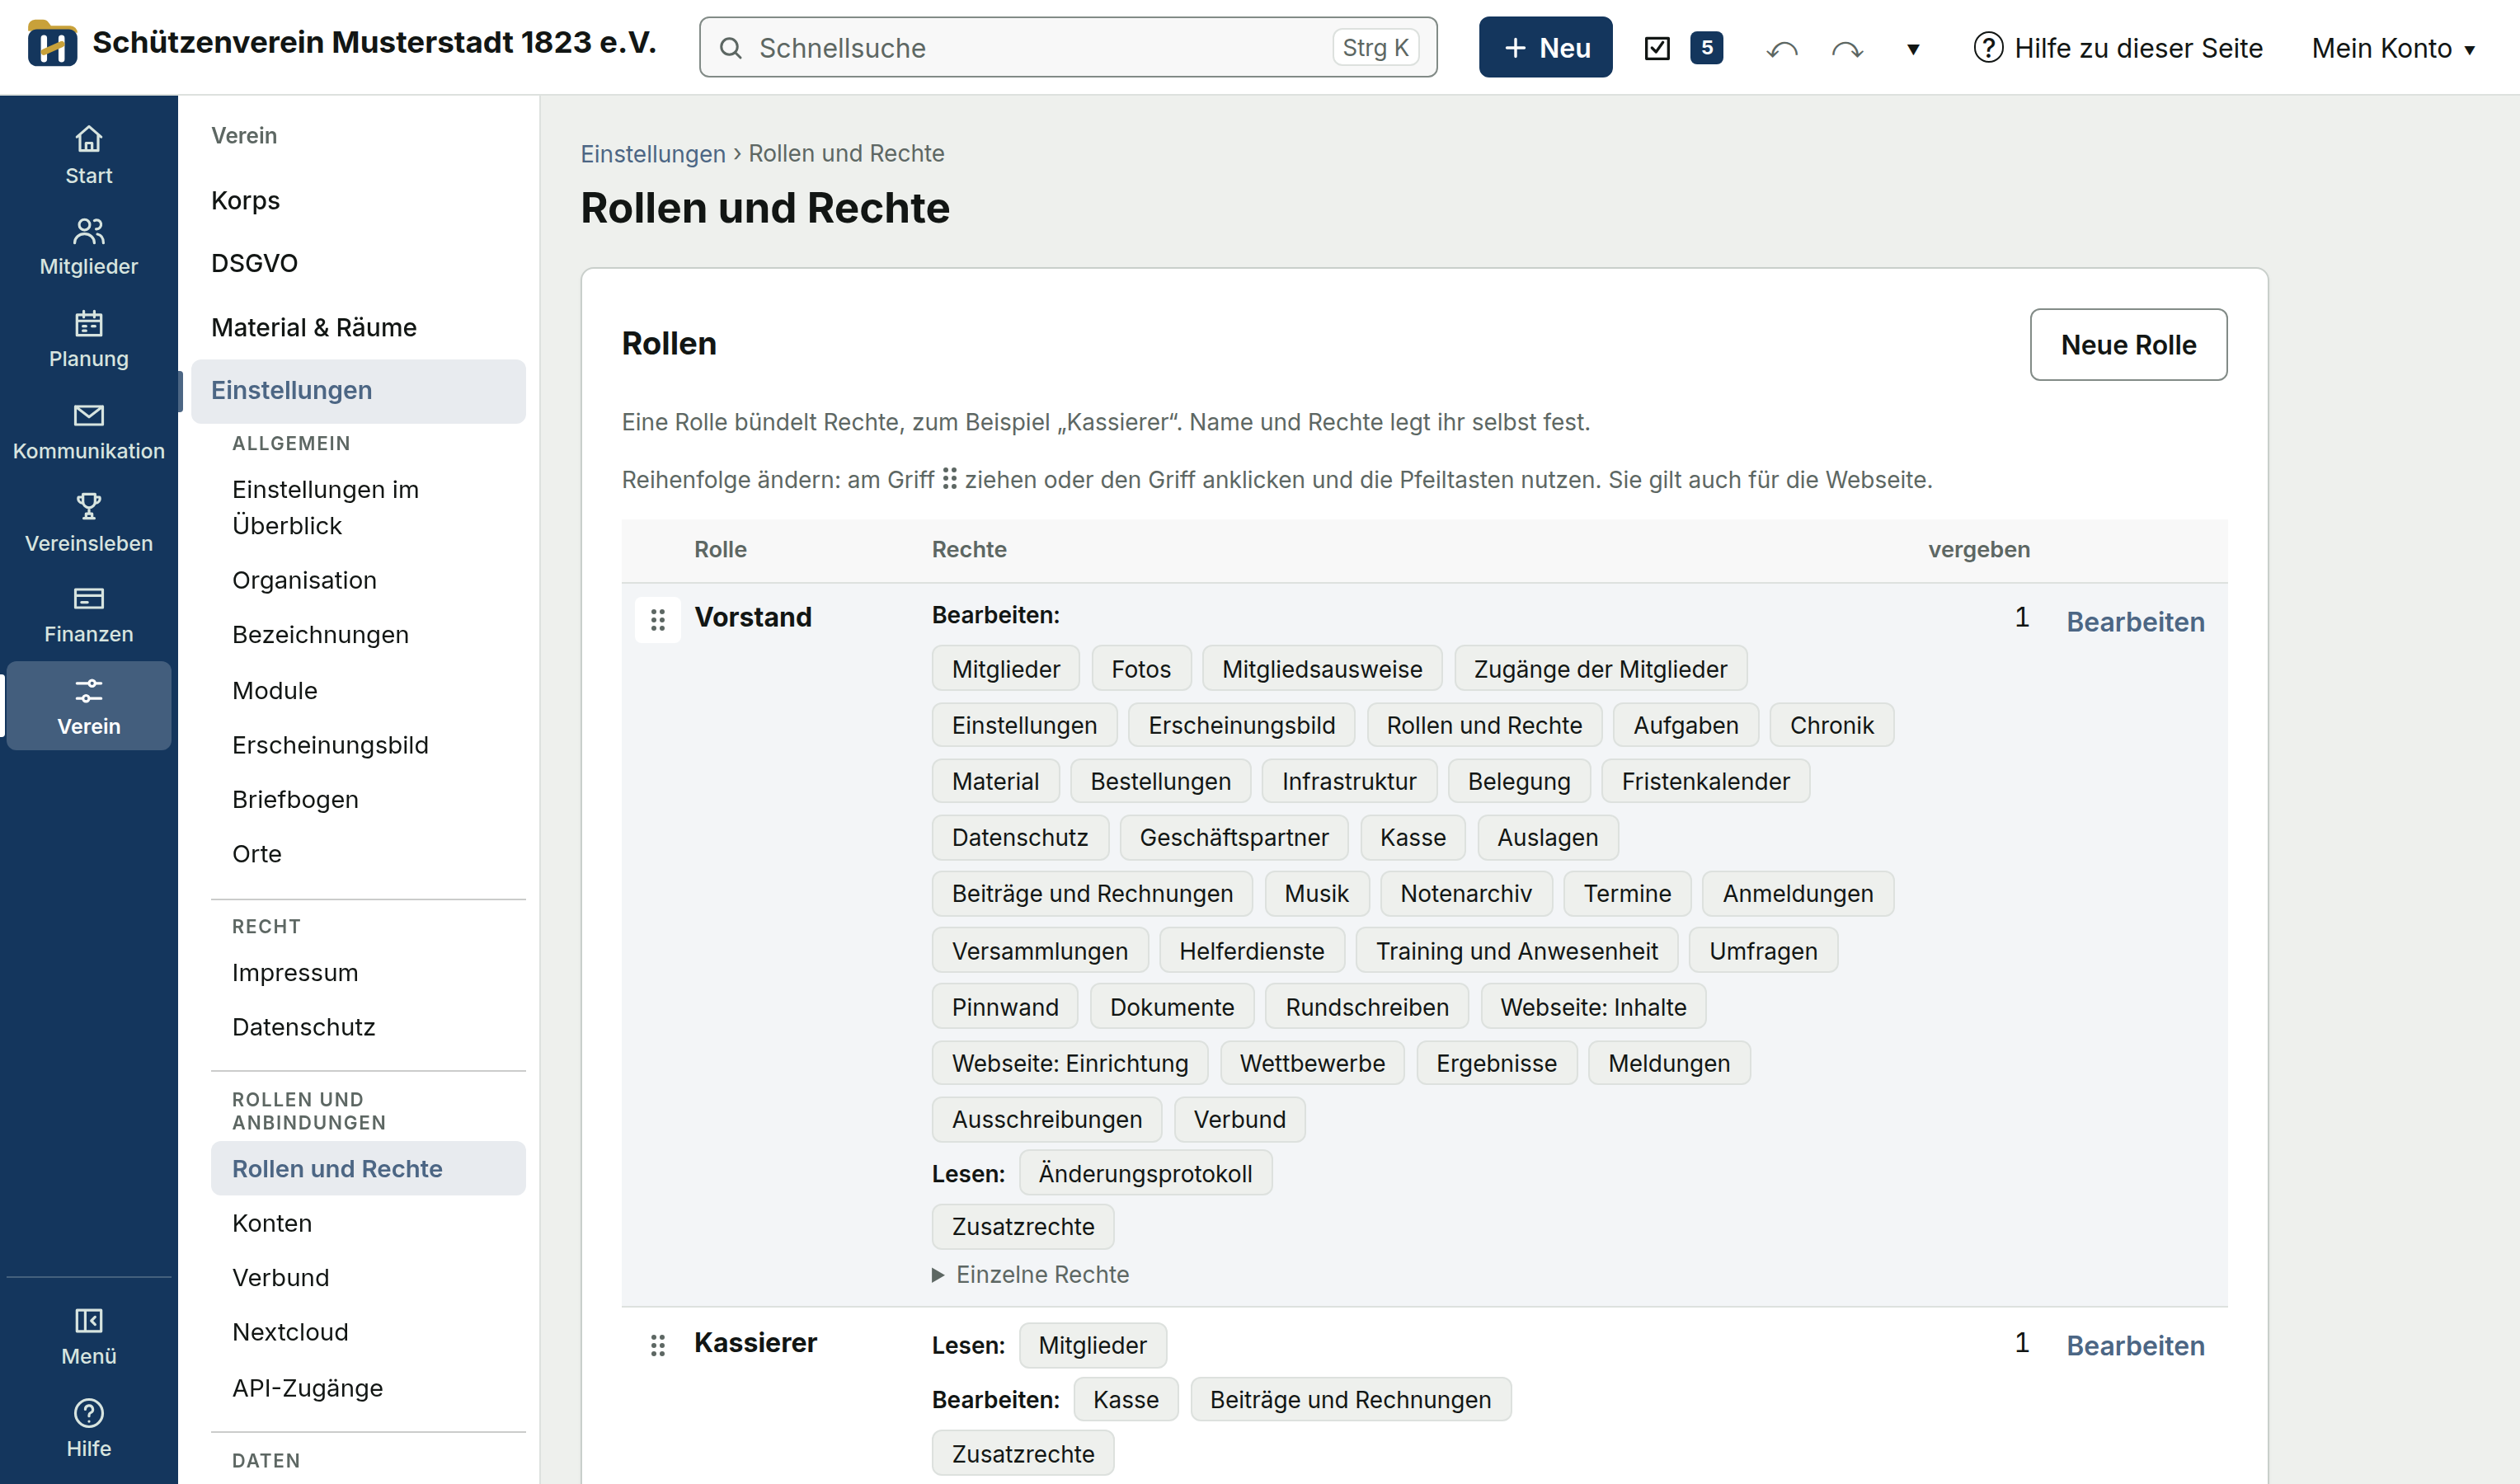 Schützenverein Musterstadt 1823 e.V.
Schnellsuche
Strg K
+ Neu
5
Hilfe zu dieser Seite
Mein Konto
Start
Mitglieder
Planung
Kommunikation
Vereinsleben
Finanzen
Verein
Menü
Hilfe
Verein
Korps
DSGVO
Material & Räume
Einstellungen
ALLGEMEIN
Einstellungen im
Überblick
Organisation
Bezeichnungen
Module
Erscheinungsbild
Briefbogen
Orte
RECHT
Impressum
Datenschutz
ROLLEN UND
ANBINDUNGEN
Rollen und Rechte
Konten
Verbund
Nextcloud
API-Zugänge
DATEN
Einstellungen › Rollen und Rechte
Rollen und Rechte
Rollen
Neue Rolle
Eine Rolle bündelt Rechte, zum Beispiel „Kassierer“. Name und Rechte legt ihr selbst fest.
Reihenfolge ändern: am Griff ⠿ ziehen oder den Griff anklicken und die Pfeiltasten nutzen. Sie gilt auch für die Webseite.
Rolle Rechte vergeben
Vorstand Bearbeiten: 1 Bearbeiten
Mitglieder Fotos Mitgliedsausweise Zugänge der Mitglieder
Einstellungen Erscheinungsbild Rollen und Rechte Aufgaben Chronik
Material Bestellungen Infrastruktur Belegung Fristenkalender
Datenschutz Geschäftspartner Kasse Auslagen
Beiträge und Rechnungen Musik Notenarchiv Termine Anmeldungen
Versammlungen Helferdienste Training und Anwesenheit Umfragen
Pinnwand Dokumente Rundschreiben Webseite: Inhalte
Webseite: Einrichtung Wettbewerbe Ergebnisse Meldungen
Ausschreibungen Verbund
Lesen: Änderungsprotokoll
Zusatzrechte
Einzelne Rechte
Kassierer Lesen: Mitglieder 1 Bearbeiten
Bearbeiten: Kasse Beiträge und Rechnungen
Zusatzrechte